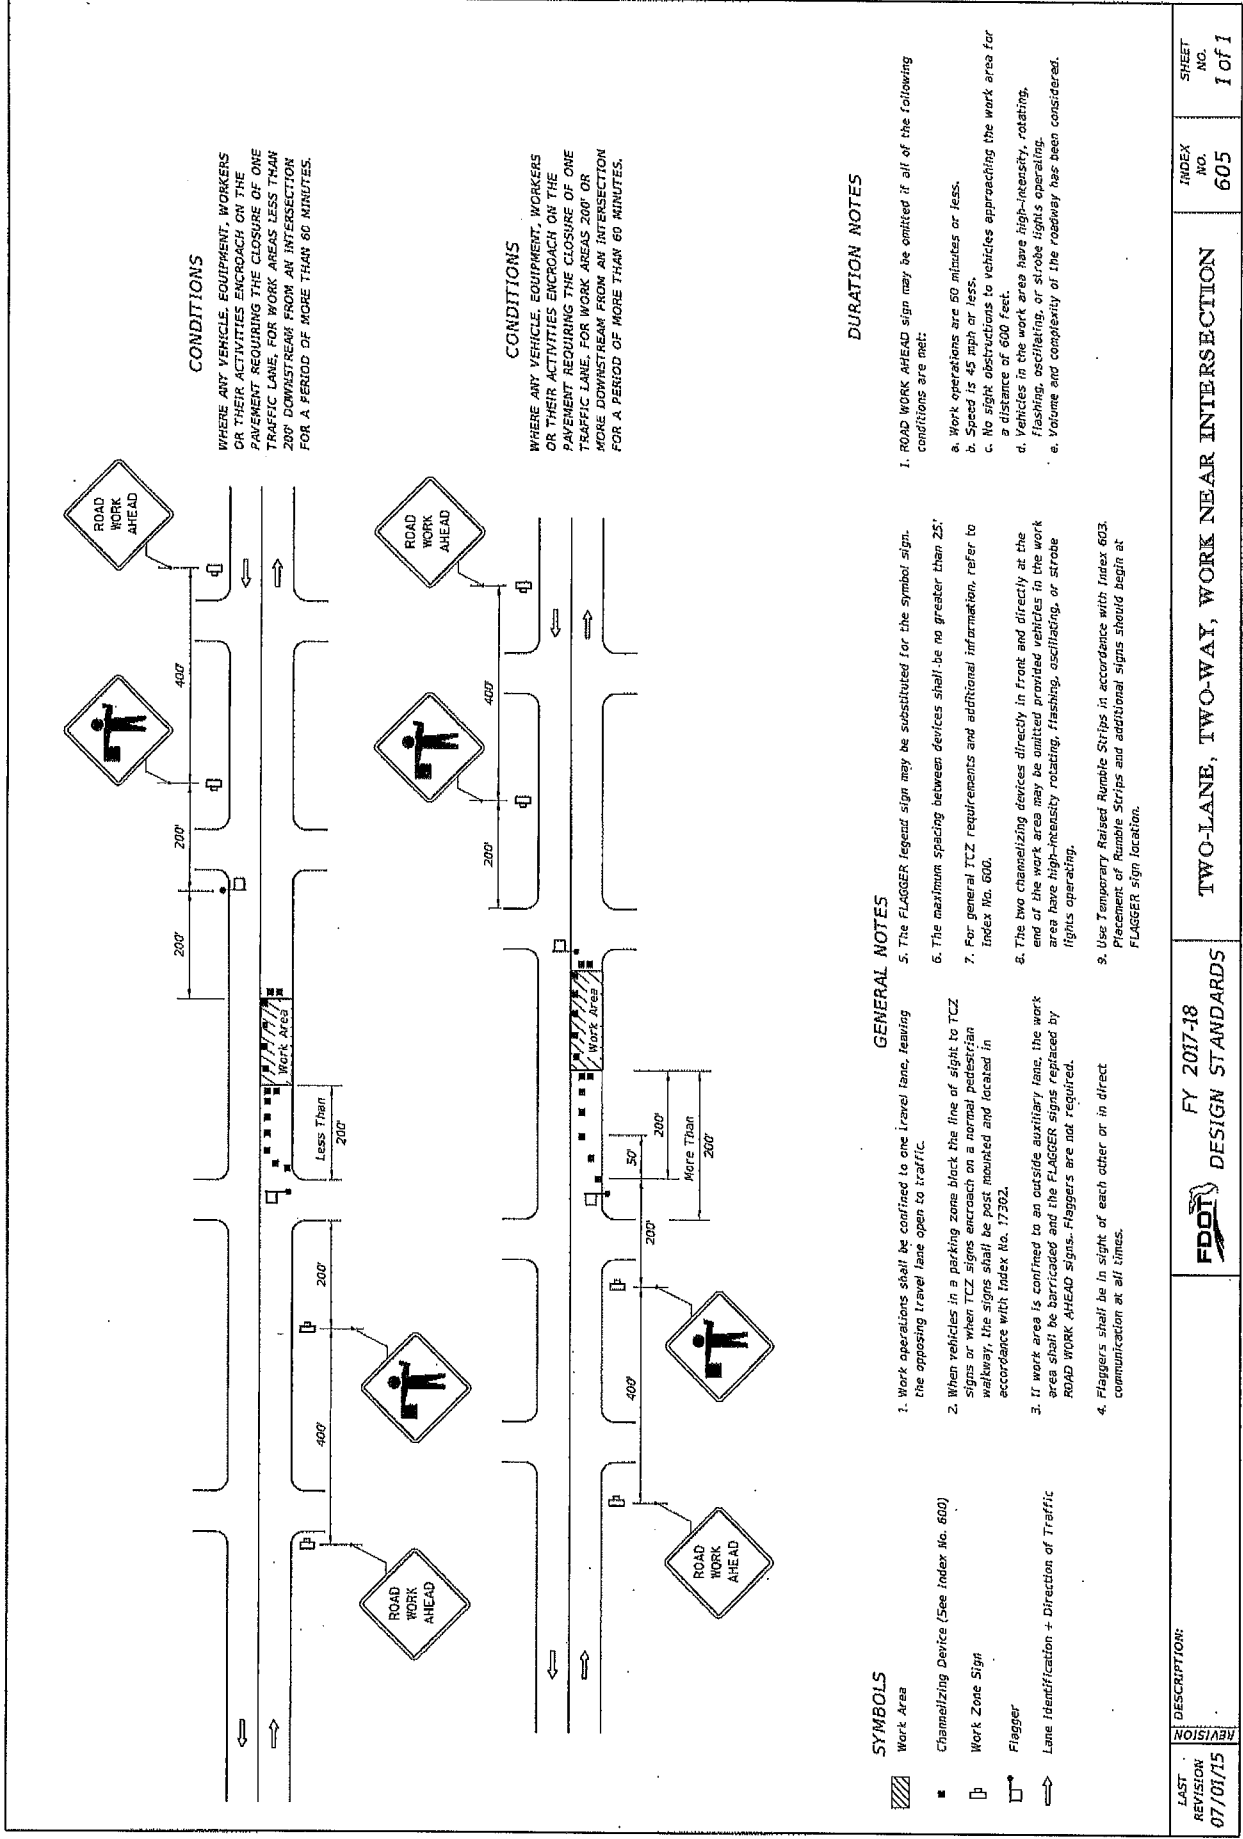 CONDITIONS
WHERE ANY VEHICLE, EQUIPMENT, WORKERS
OR THEIR ACTIVITIES ENCROACH ON THE
PAVEMENT REQUIRING THE CLOSURE OF ONE
TRAFFIC LANE, FOR WORK AREAS LESS THAN
200' DOWNSTREAM FROM AN INTERSECTION
FOR A PERIOD OF MORE THAN 60 MINUTES.
ROAD
WORK
AHEAD
400'
200'
200'
Work Area
Less Than
200'
200'
400'
ROAD
WORK
AHEAD
CONDITIONS
WHERE ANY VEHICLE, EQUIPMENT, WORKERS
OR THEIR ACTIVITIES ENCROACH ON THE
PAVEMENT REQUIRING THE CLOSURE OF ONE
TRAFFIC LANE, FOR WORK AREAS 200' OR
MORE DOWNSTREAM FROM AN INTERSECTION
FOR A PERIOD OF MORE THAN 60 MINUTES.
ROAD
WORK
AHEAD
400'
200'
Work Area
50'
200'
More Than
200'
200'
400'
ROAD
WORK
AHEAD
SYMBOLS
Work Area
Channelizing Device (See Index No. 600)
Work Zone Sign
Flagger
Lane Identification + Direction of Traffic
GENERAL NOTES
1. Work operations shall be confined to one travel lane, leaving
the opposing travel lane open to traffic.
2. When vehicles in a parking zone block the line of sight to TCZ
signs or when TCZ signs encroach on a normal pedestrian
walkway, the signs shall be post mounted and located in
accordance with Index No. 17302.
3. If work area is confined to an outside auxiliary lane, the work
area shall be barricaded and the FLAGGER signs replaced by
ROAD WORK AHEAD signs. Flaggers are not required.
4. Flaggers shall be in sight of each other or in direct
communication at all times.
5. The FLAGGER legend sign may be substituted for the symbol sign.
6. The maximum spacing between devices shall be no greater than 25'.
7. For general TCZ requirements and additional information, refer to
Index No. 600.
8. The two channelizing devices directly in front and directly at the
end of the work area may be omitted provided vehicles in the work
area have high-intensity rotating, flashing, oscillating, or strobe
lights operating.
9. Use Temporary Raised Rumble Strips in accordance with Index 603.
Placement of Rumble Strips and additional signs should begin at
FLAGGER sign location.
DURATION NOTES
1. ROAD WORK AHEAD sign may be omitted if all of the following
conditions are met:
a. Work operations are 60 minutes or less.
b. Speed is 45 mph or less.
c. No sight obstructions to vehicles approaching the work area for
a distance of 600 feet.
d. Vehicles in the work area have high-intensity, rotating,
flashing, oscillating, or strobe lights operating.
e. Volume and complexity of the roadway has been considered.
LAST
REVISION
07/01/15
REVISION
DESCRIPTION:
FDOT
FY 2017-18
DESIGN STANDARDS
TWO-LANE, TWO-WAY, WORK NEAR INTERSECTION
INDEX
NO.
605
SHEET
NO.
1 of 1